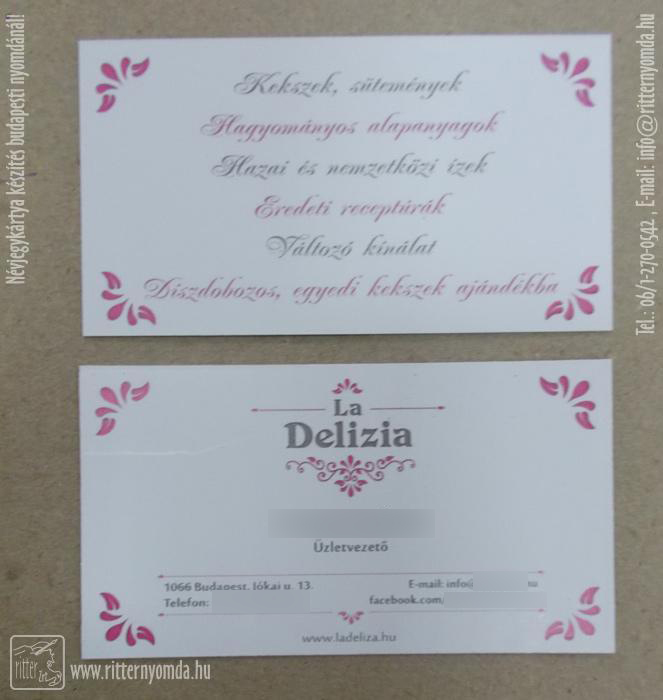 Névjegykártya készítés budapesti nyomdánál!
Tel.: 06/1-270-0542 , E-mail: info@ritternyomda.hu
Kekszek, sütemények
Hagyományos alapanyagok
Hazai és nemzetközi ízek
Eredeti receptúrák
Változó kínálat
Díszdobozos, egyedi kekszek ajándékba
La
Delizia
Üzletvezető
1066 Budapest, Jókai u. 13.
E-mail: info@
nu
Telefon:
facebook.com/
www.ladeliza.hu
ritter
www.ritternyomda.hu